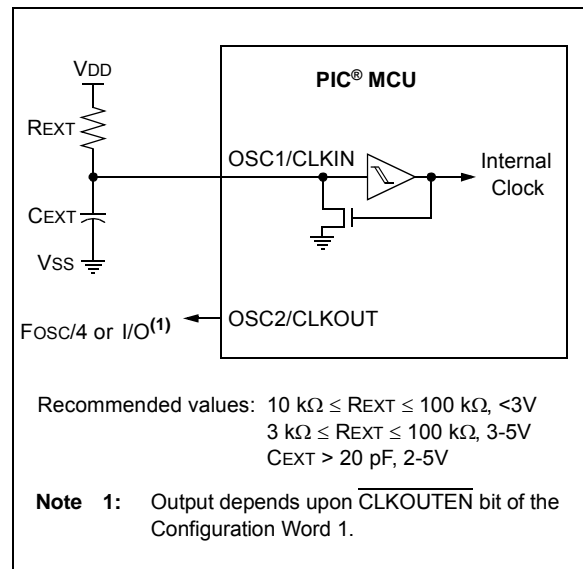 VDD
PIC® MCU
REXT
OSC1/CLKIN
Internal
Clock
CEXT
VSS
OSC2/CLKOUT
FOSC/4 or I/O(1)
Recommended values: 10 kΩ ≤ REXT ≤ 100 kΩ, <3V
3 kΩ ≤ REXT ≤ 100 kΩ, 3-5V
CEXT > 20 pF, 2-5V
Note 1: Output depends upon CLKOUTEN bit of the
Configuration Word 1.